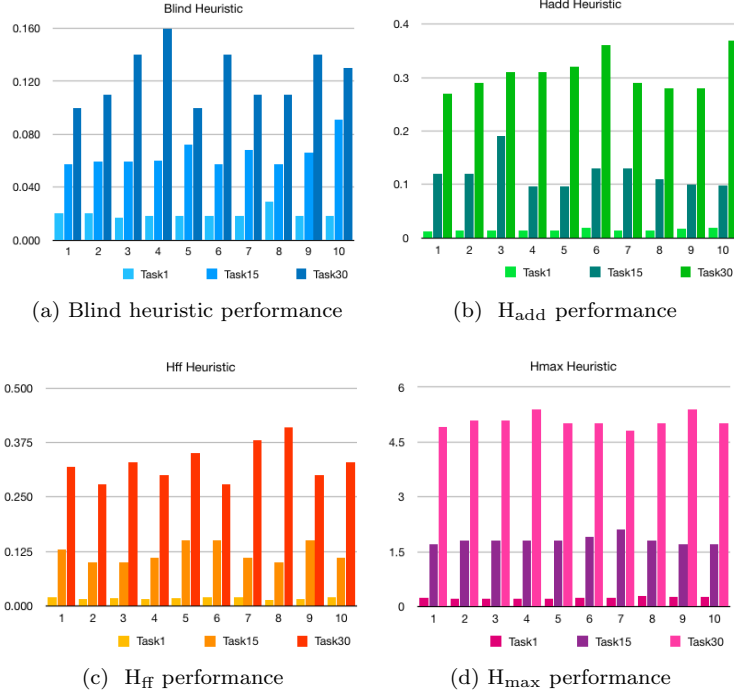 Blind Heuristic
0.160
0.120
0.080
0.040
0.000
1 2 3 4 5 6 7 8 9 10
Task1 Task15 Task30
(a) Blind heuristic performance
Hadd Heuristic
0.4
0.3
0.2
0.1
0
1 2 3 4 5 6 7 8 9 10
Task1 Task15 Task30
(b) Hadd performance
Hff Heuristic
0.500
0.375
0.250
0.125
0.000
1 2 3 4 5 6 7 8 9 10
Task1 Task15 Task30
(c) Hff performance
Hmax Heuristic
6
4.5
3
1.5
0
1 2 3 4 5 6 7 8 9 10
Task1 Task15 Task30
(d) Hmax performance